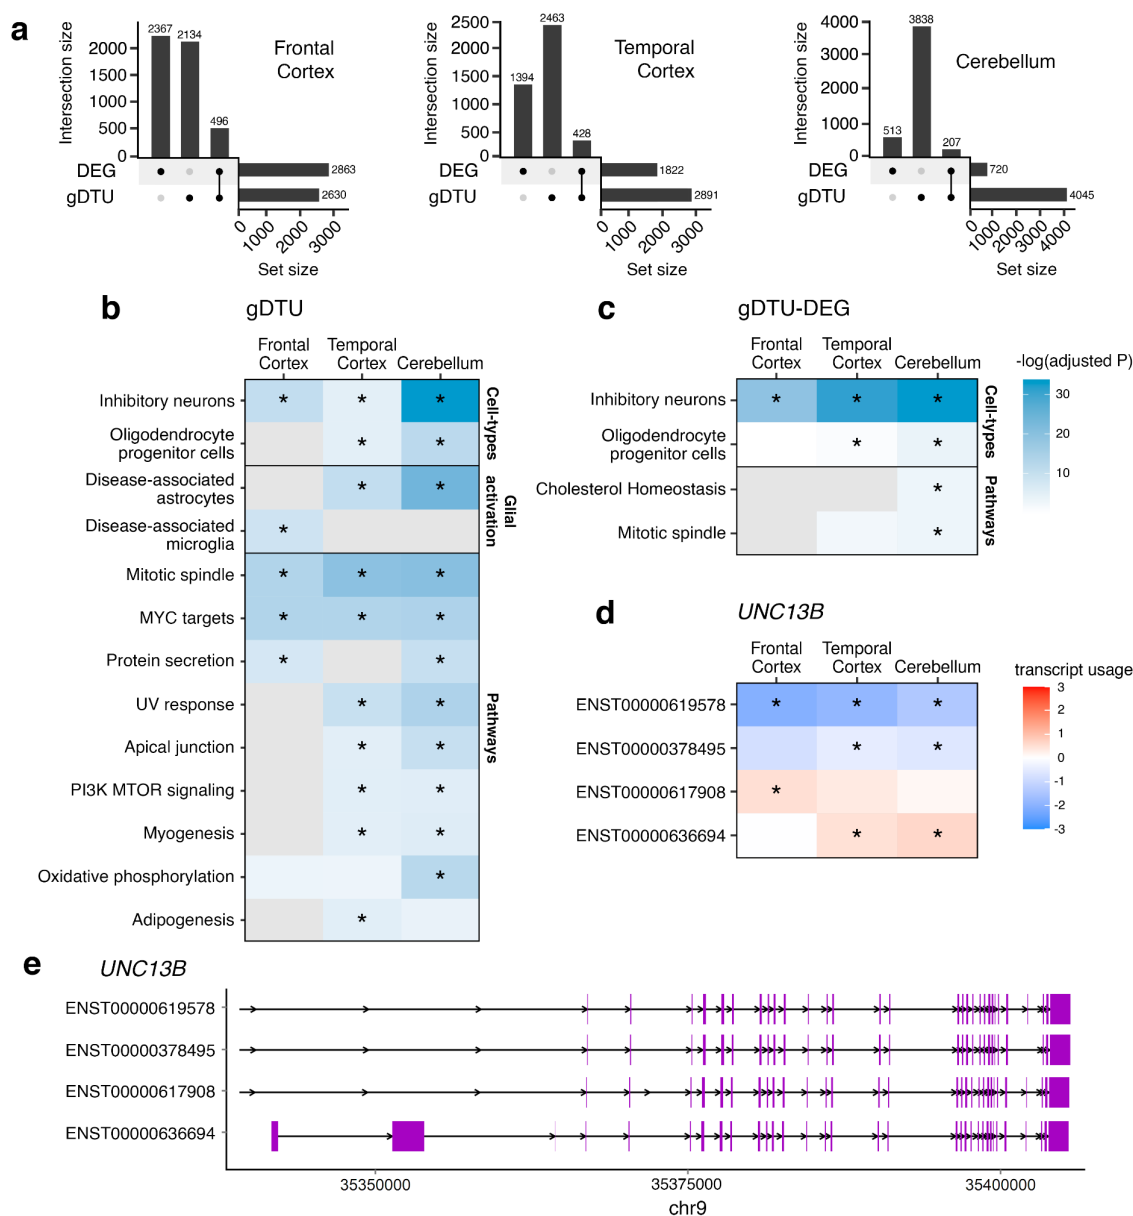 a
Frontal
Cortex
Intersection size
2367
2134
496
2000
1500
1000
500
0
DEG
gDTU
2863
2630
0
1000
2000
3000
Set size
Temporal
Cortex
Intersection size
1394
2463
428
2500
2000
1500
1000
500
0
DEG
gDTU
1822
2891
0
1000
2000
3000
Set size
Cerebellum
Intersection size
513
3838
207
4000
3000
2000
1000
0
DEG
gDTU
720
4045
0
1000
2000
3000
4000
Set size
b
gDTU
Frontal
Cortex
Temporal
Cortex
Cerebellum
Inhibitory neurons * * *
Oligodendrocyte
progenitor cells * *
Disease-associated
astrocytes * *
Disease-associated
microglia *
Mitotic spindle * * *
MYC targets * * *
Protein secretion * *
UV response * *
Apical junction * *
PI3K MTOR signaling * *
Myogenesis * *
Oxidative phosphorylation *
Adipogenesis *
Cell-types
Glial
activation
Pathways
c
gDTU-DEG
Frontal
Cortex
Temporal
Cortex
Cerebellum
Inhibitory neurons * * *
Oligodendrocyte
progenitor cells * *
Cholesterol Homeostasis *
Mitotic spindle *
Cell-types
Pathways
-log(adjusted P)
30
20
10
d
UNC13B
Frontal
Cortex
Temporal
Cortex
Cerebellum
ENST00000619578 * * *
ENST00000378495 * *
ENST00000617908 *
ENST00000636694 * *
transcript usage
3
2
1
0
-1
-2
-3
e
UNC13B
ENST00000619578
ENST00000378495
ENST00000617908
ENST00000636694
35350000
35375000
35400000
chr9